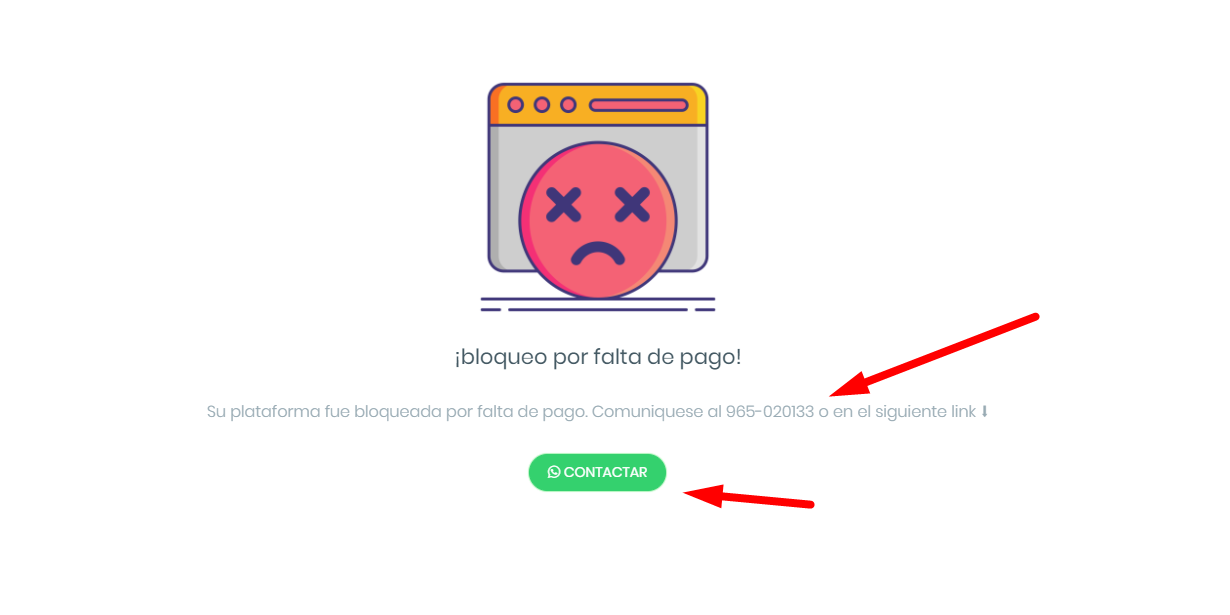 ¡bloqueo por falta de pago!
Su plataforma fue bloqueada por falta de pago. Comuniquese al 965-020133 o en el siguiente link ⬇
CONTACTAR